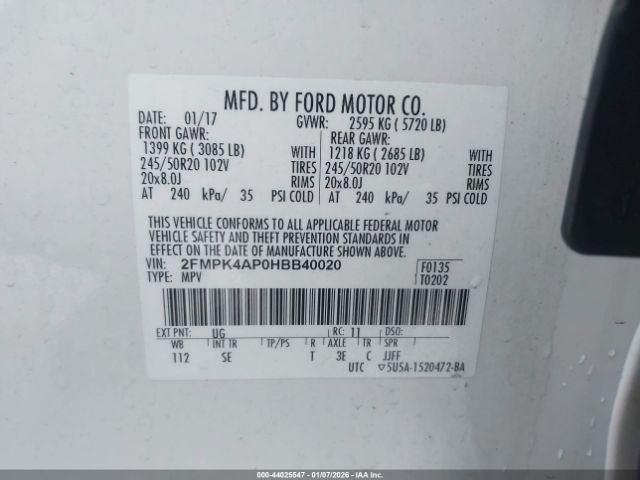 MFD. BY FORD MOTOR CO.
DATE: 01/17 GVWR: 2595 KG ( 5720 LB)
FRONT GAWR: REAR GAWR:
1399 KG ( 3085 LB) WITH 1218 KG ( 2685 LB) WITH
245/50R20 102V TIRES 245/50R20 102V TIRES
20x8.0J RIMS 20x8.0J RIMS
AT 240 kPa/ 35 PSI COLD AT 240 kPa/ 35 PSI COLD
THIS VEHICLE CONFORMS TO ALL APPLICABLE FEDERAL MOTOR
VEHICLE SAFETY AND THEFT PREVENTION STANDARDS IN
EFFECT ON THE DATE OF MANUFACTURE SHOWN ABOVE.
VIN: 2FMPK4AP0HBB40020 F0135
TYPE: MPV T0202
EXT PNT: UG RC: 11 DSO:
WB INT TR TP/PS R AXLE TR SPR
112 SE T 3E C JJFF
UTC ▽5U5A-1520472-BA
000-44025547 | 01/07/2026 - IAAI.COM